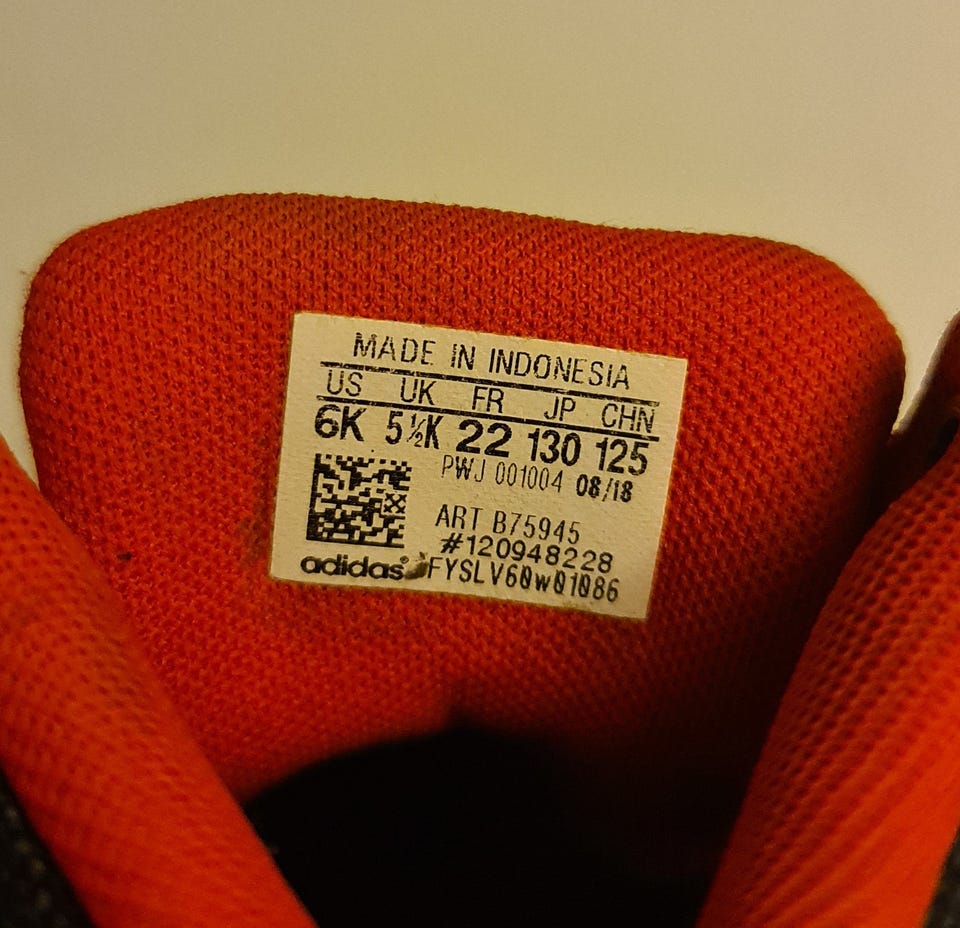 MADE IN INDONESIA
US UK FR JP CHN
6K 5½K 22 130 125
PWJ 001004 08/18
ART B75945
#120948228
adidas® FYSLV60w01086